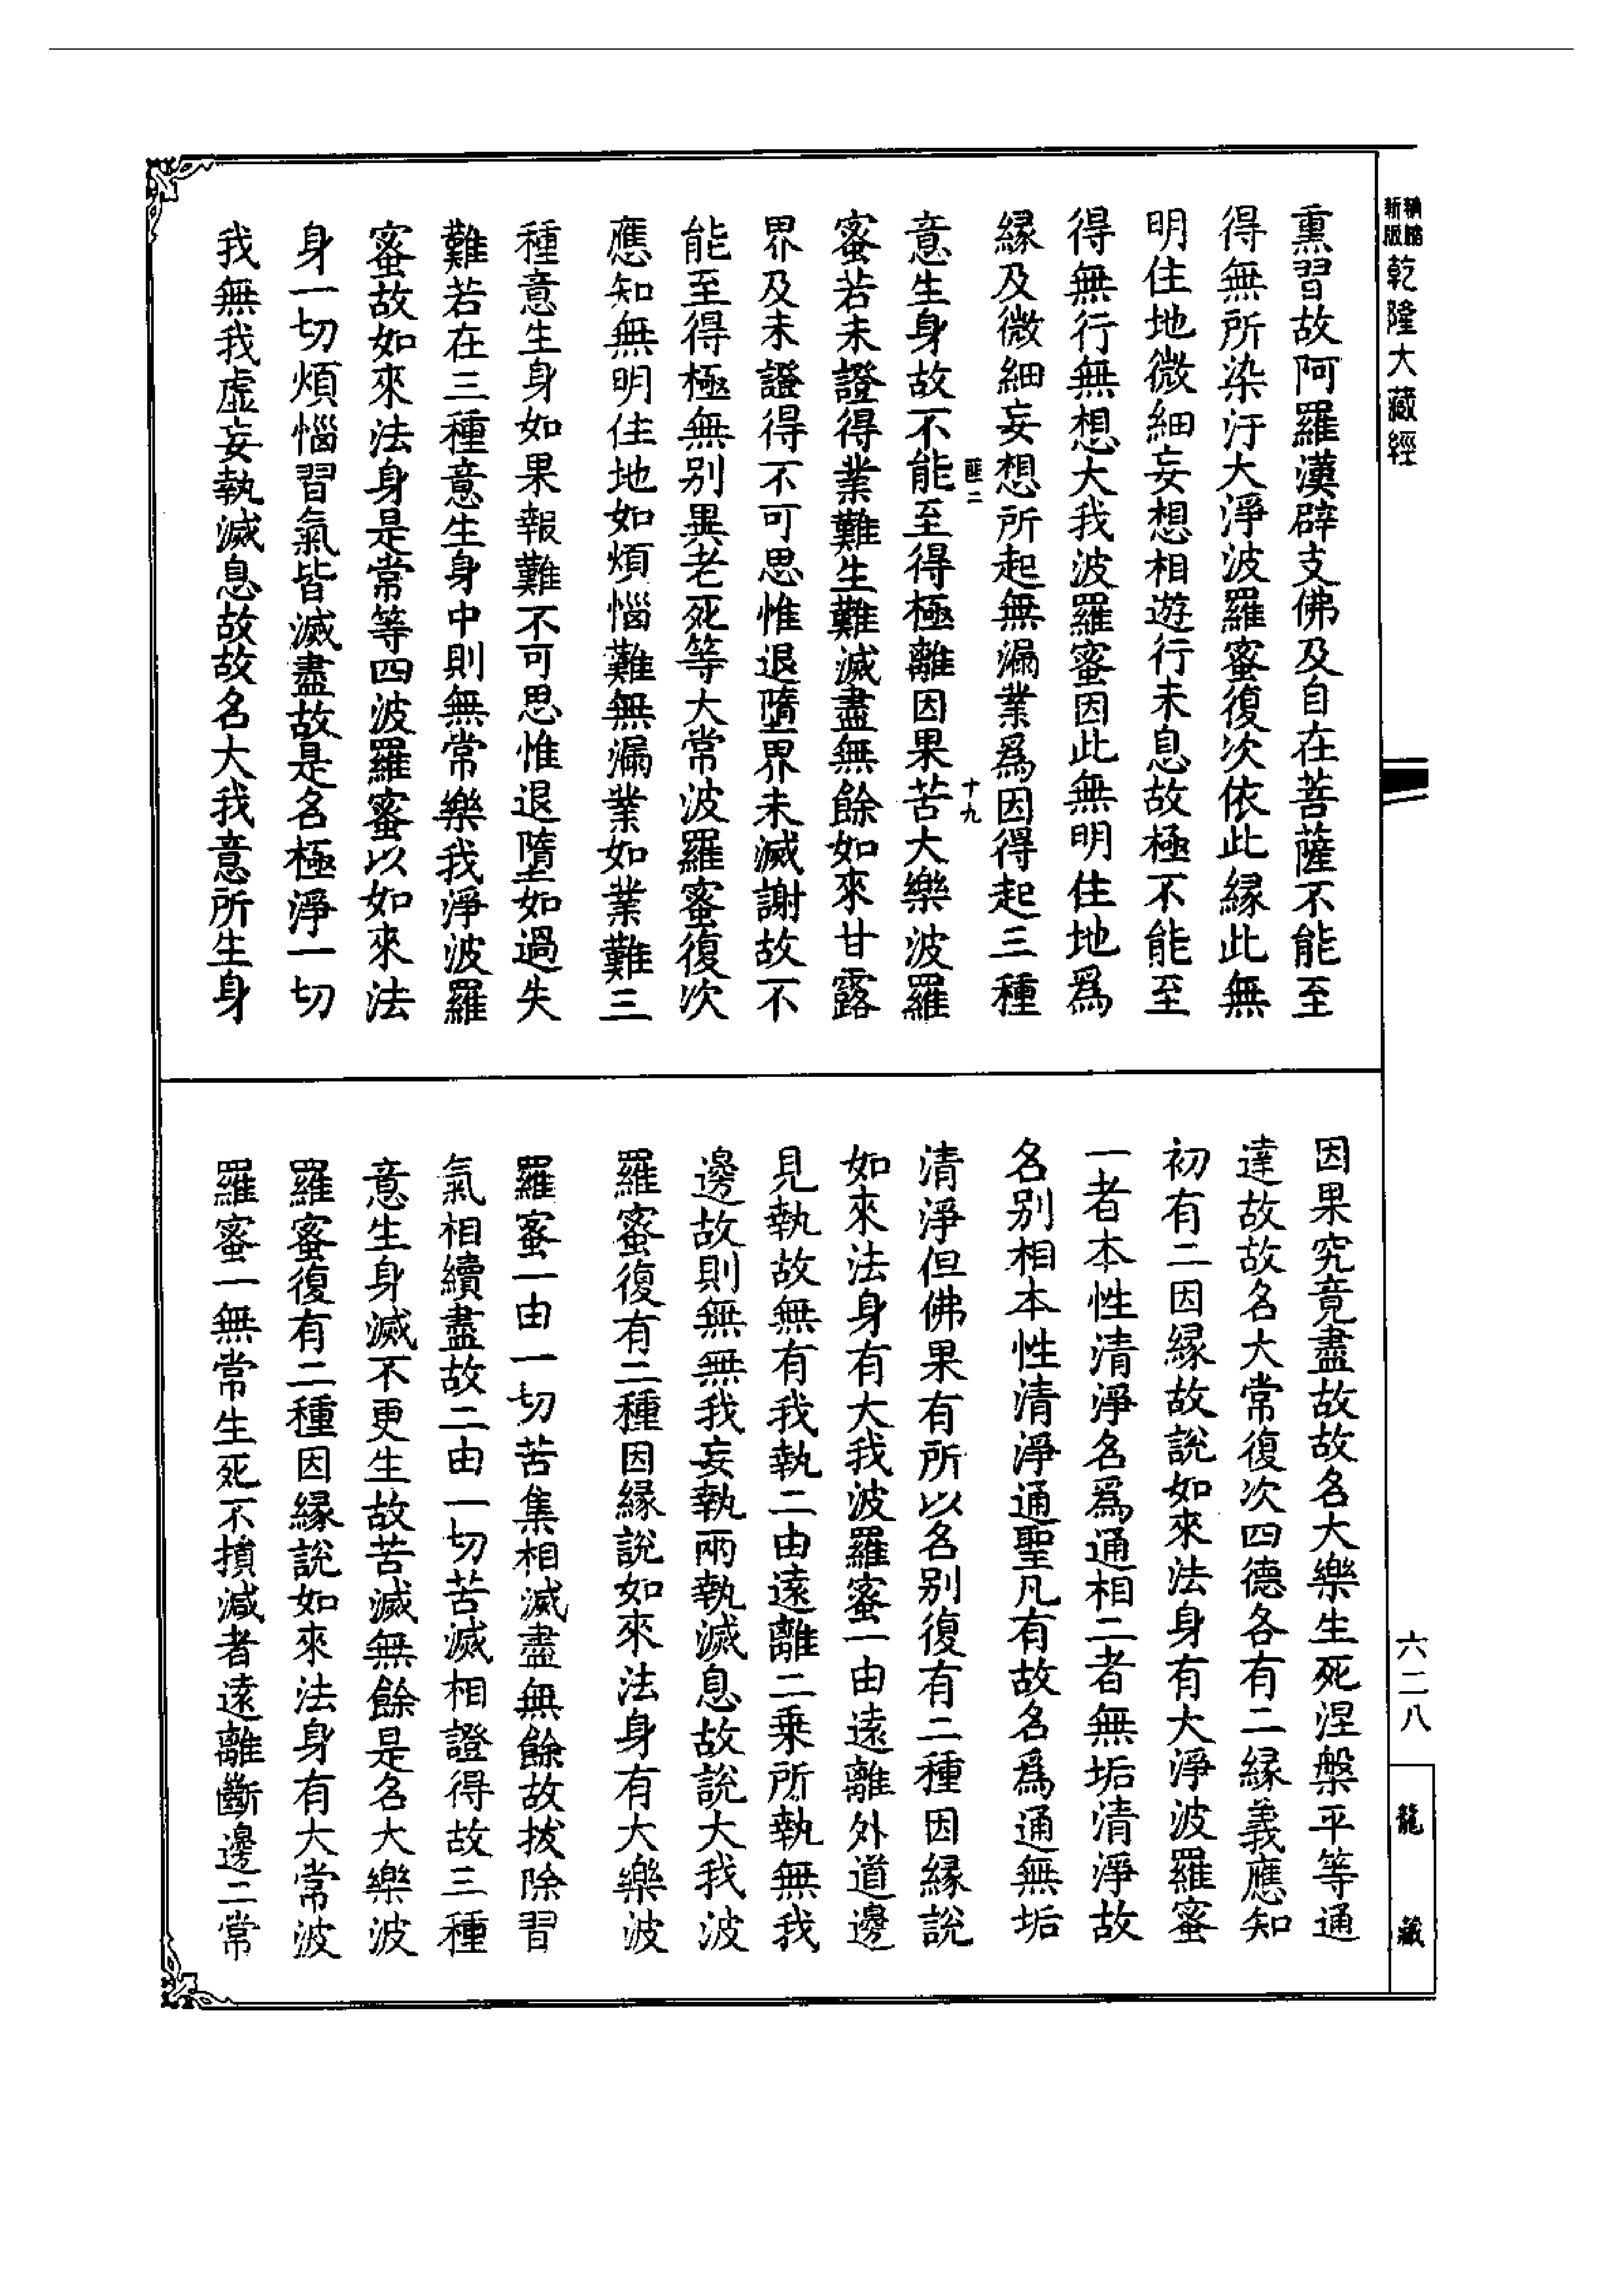 新版精縮乾隆大藏經
熏習故阿羅漢辟支佛及自在菩薩不能至
得無所染汙大淨波羅蜜復次依此緣此無
明住地微細妄想相遊行未息故極不能至
得無行無想大我波羅蜜因此無明住地爲
緣及微細妄想所起無漏業爲因得起三種
匪二 十九
意生身故不能至得極離因果苦大樂波羅
蜜若未證得業難生難滅盡無餘如來甘露
界及未證得不可思惟退墮界未滅謝故不
能至得極無別異老死等大常波羅蜜復次
應知無明住地如煩惱難無漏業如業難三
種意生身如果報難不可思惟退墮如過失
難若在三種意生身中則無常樂我淨波羅
蜜故如來法身是常等四波羅蜜以如來法
身一切煩惱習氣皆滅盡故是名極淨一切
我無我虛妄執滅息故故名大我意所生身
因果究竟盡故故名大樂生死涅槃平等通
達故故名大常復次四德各有二緣義應知
初有二因緣故說如來法身有大淨波羅蜜
一者本性清淨名爲通相二者無垢清淨故
名別相本性清淨通聖凡有故名爲通無垢
清淨但佛果有所以名別復有二種因緣說
如來法身有大我波羅蜜一由遠離外道邊
見執故無有我執二由遠離二乘所執無我
邊故則無無我妄執兩執滅息故說大我波
羅蜜復有二種因緣說如來法身有大樂波
羅蜜一由一切苦集相滅盡無餘故拔除習
氣相續盡故二由一切苦滅相證得故三種
意生身滅不更生故苦滅無餘是名大樂波
羅蜜復有二種因緣說如來法身有大常波
羅蜜一無常生死不損減者遠離斷邊二常
六二八
龍藏